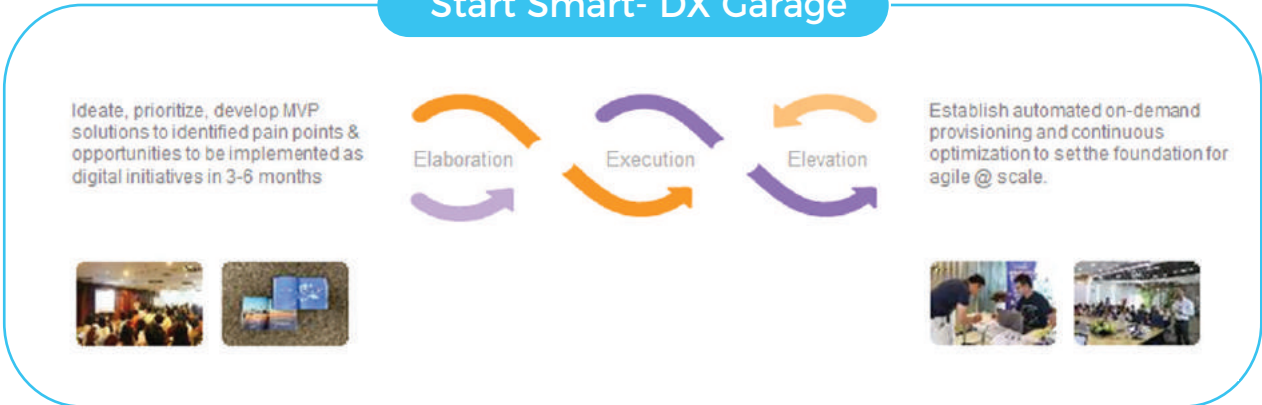 Start Smart- DX Garage
Ideate, prioritize, develop MVP
solutions to identified pain points &
opportunities to be implemented as
digital initiatives in 3-6 months
Elaboration
Execution
Elevation
Establish automated on-demand
provisioning and continuous
optimization to set the foundation for
agile @ scale.